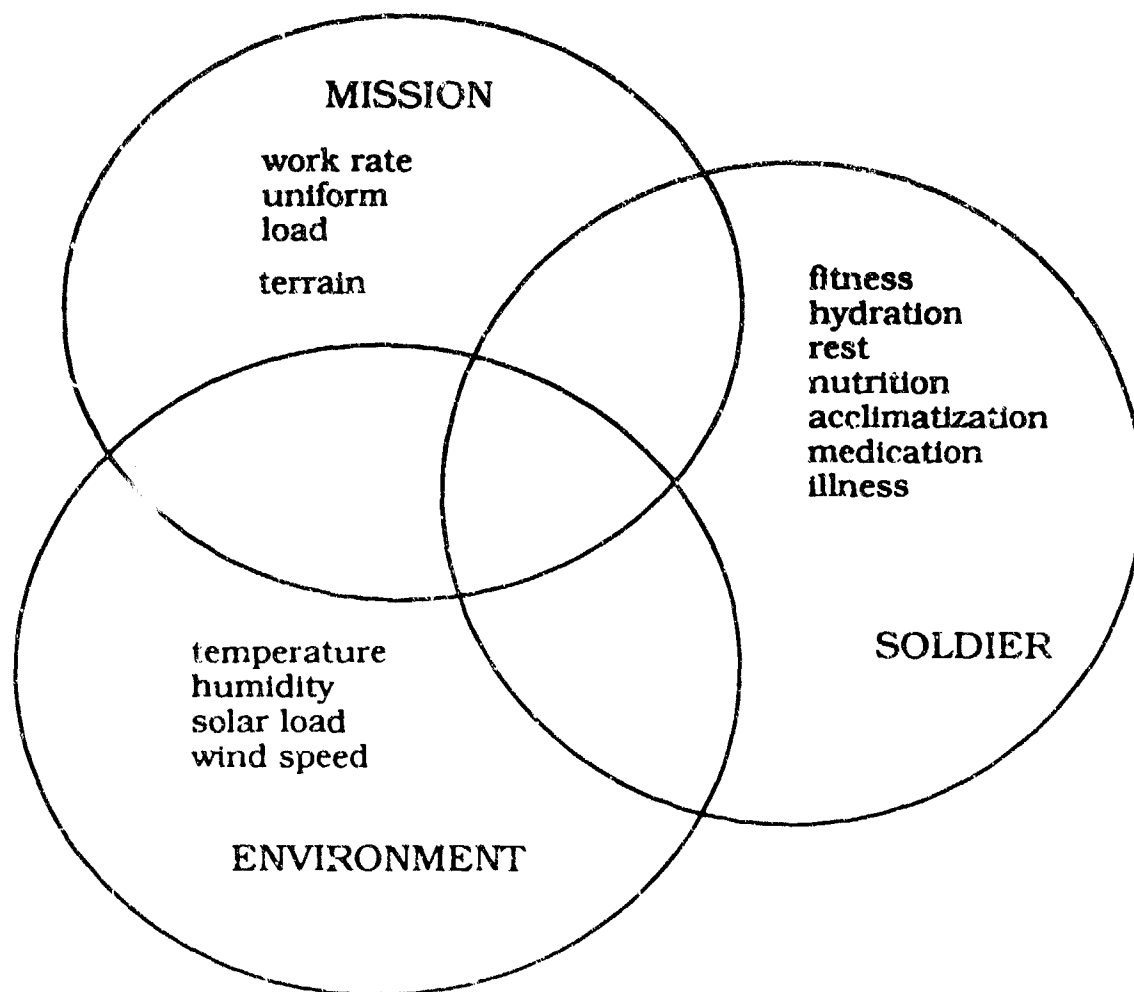 MISSION
work rate
uniform
load
terrain
fitness
hydration
rest
nutrition
acclimatization
medication
illness
SOLDIER
temperature
humidity
solar load
wind speed
ENVIRONMENT